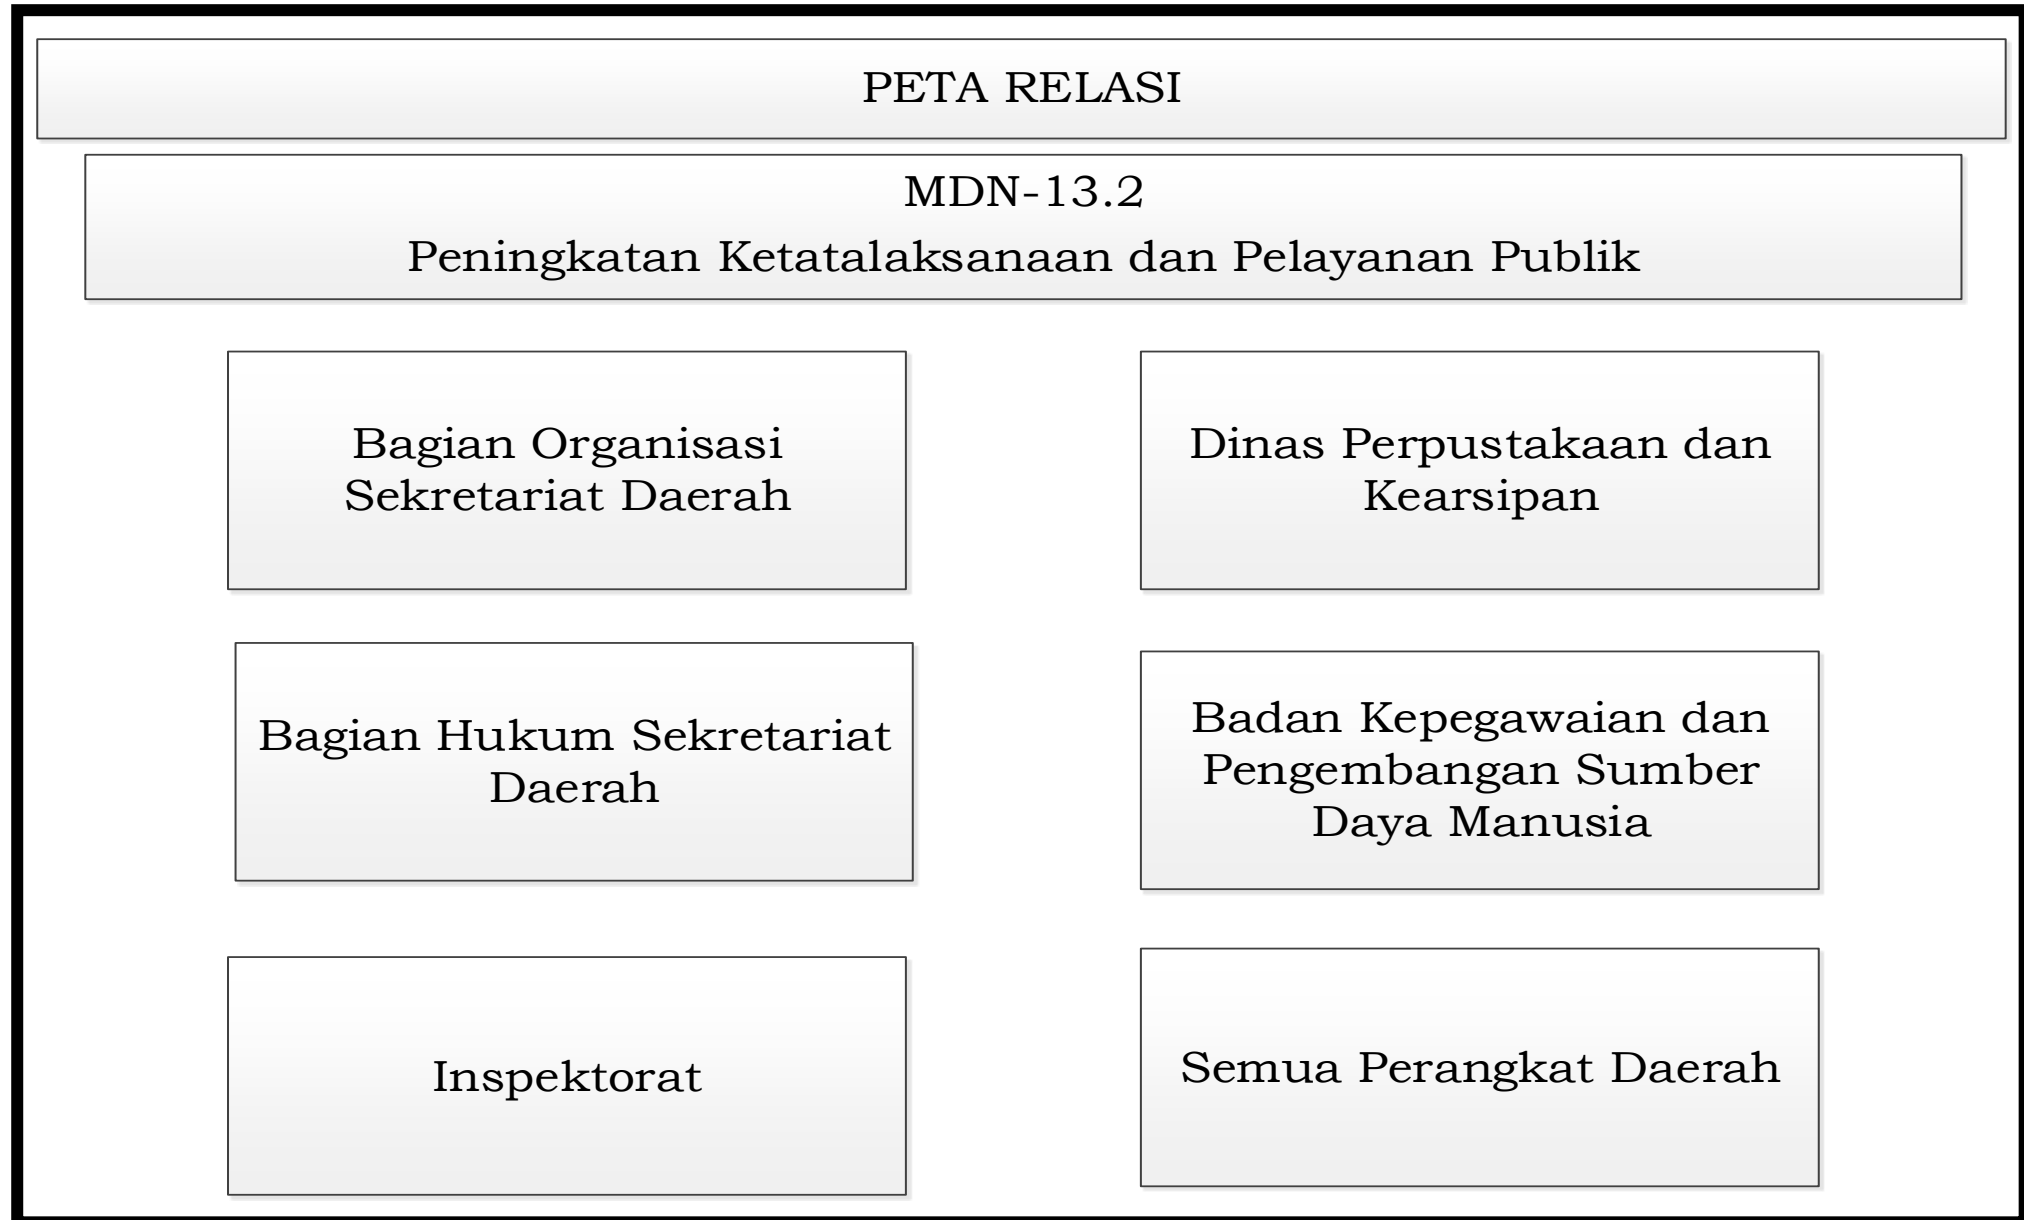 PETA RELASI
MDN-13.2
Peningkatan Ketatalaksanaan dan Pelayanan Publik
Bagian Organisasi
Sekretariat Daerah
Dinas Perpustakaan dan
Kearsipan
Bagian Hukum Sekretariat
Daerah
Badan Kepegawaian dan
Pengembangan Sumber
Daya Manusia
Inspektorat
Semua Perangkat Daerah